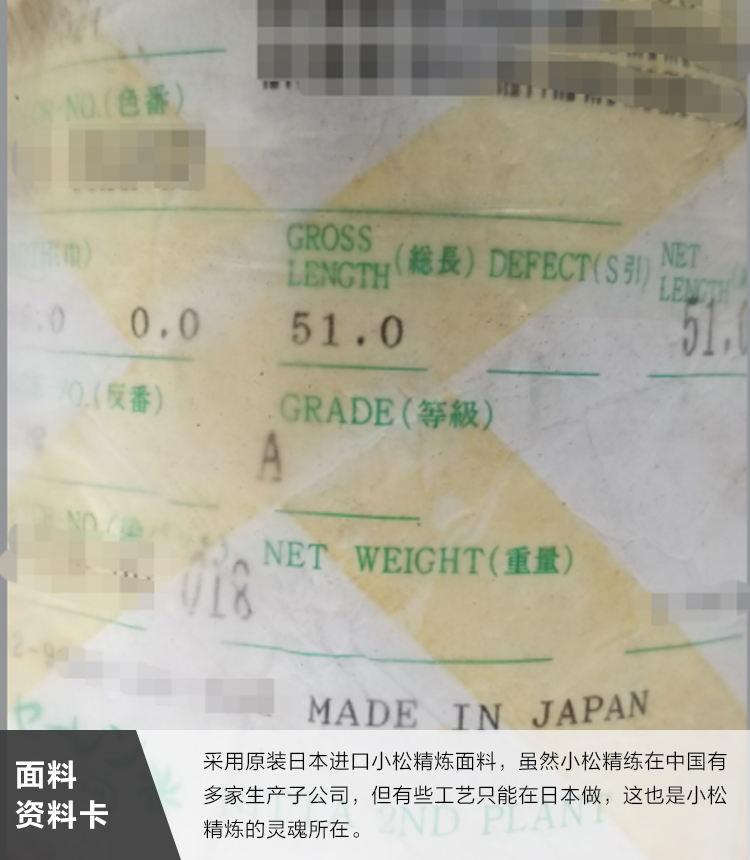 NO.(色番)
GROSS LENGTH(総長) DEFECT(S引) NET LENGTH
0.0 51.0 51.
(反番) GRADE(等級)
A
NET WEIGHT(重量)
018
MADE IN JAPAN
セーレン
2ND PLANT
面料
资料卡
采用原装日本进口小松精炼面料，虽然小松精练在中国有
多家生产子公司，但有些工艺只能在日本做，这也是小松
精炼的灵魂所在。